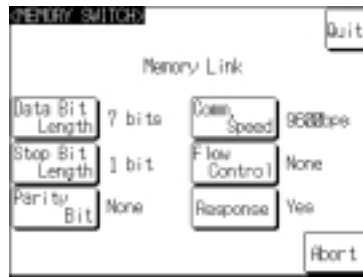 <MEMORY SWITCH>
Quit
Memory Link
Data Bit Length 7 bits
Comm. Speed 9600bps
Stop Bit Length 1 bit
Flow Control None
Parity Bit None
Response Yes
Abort